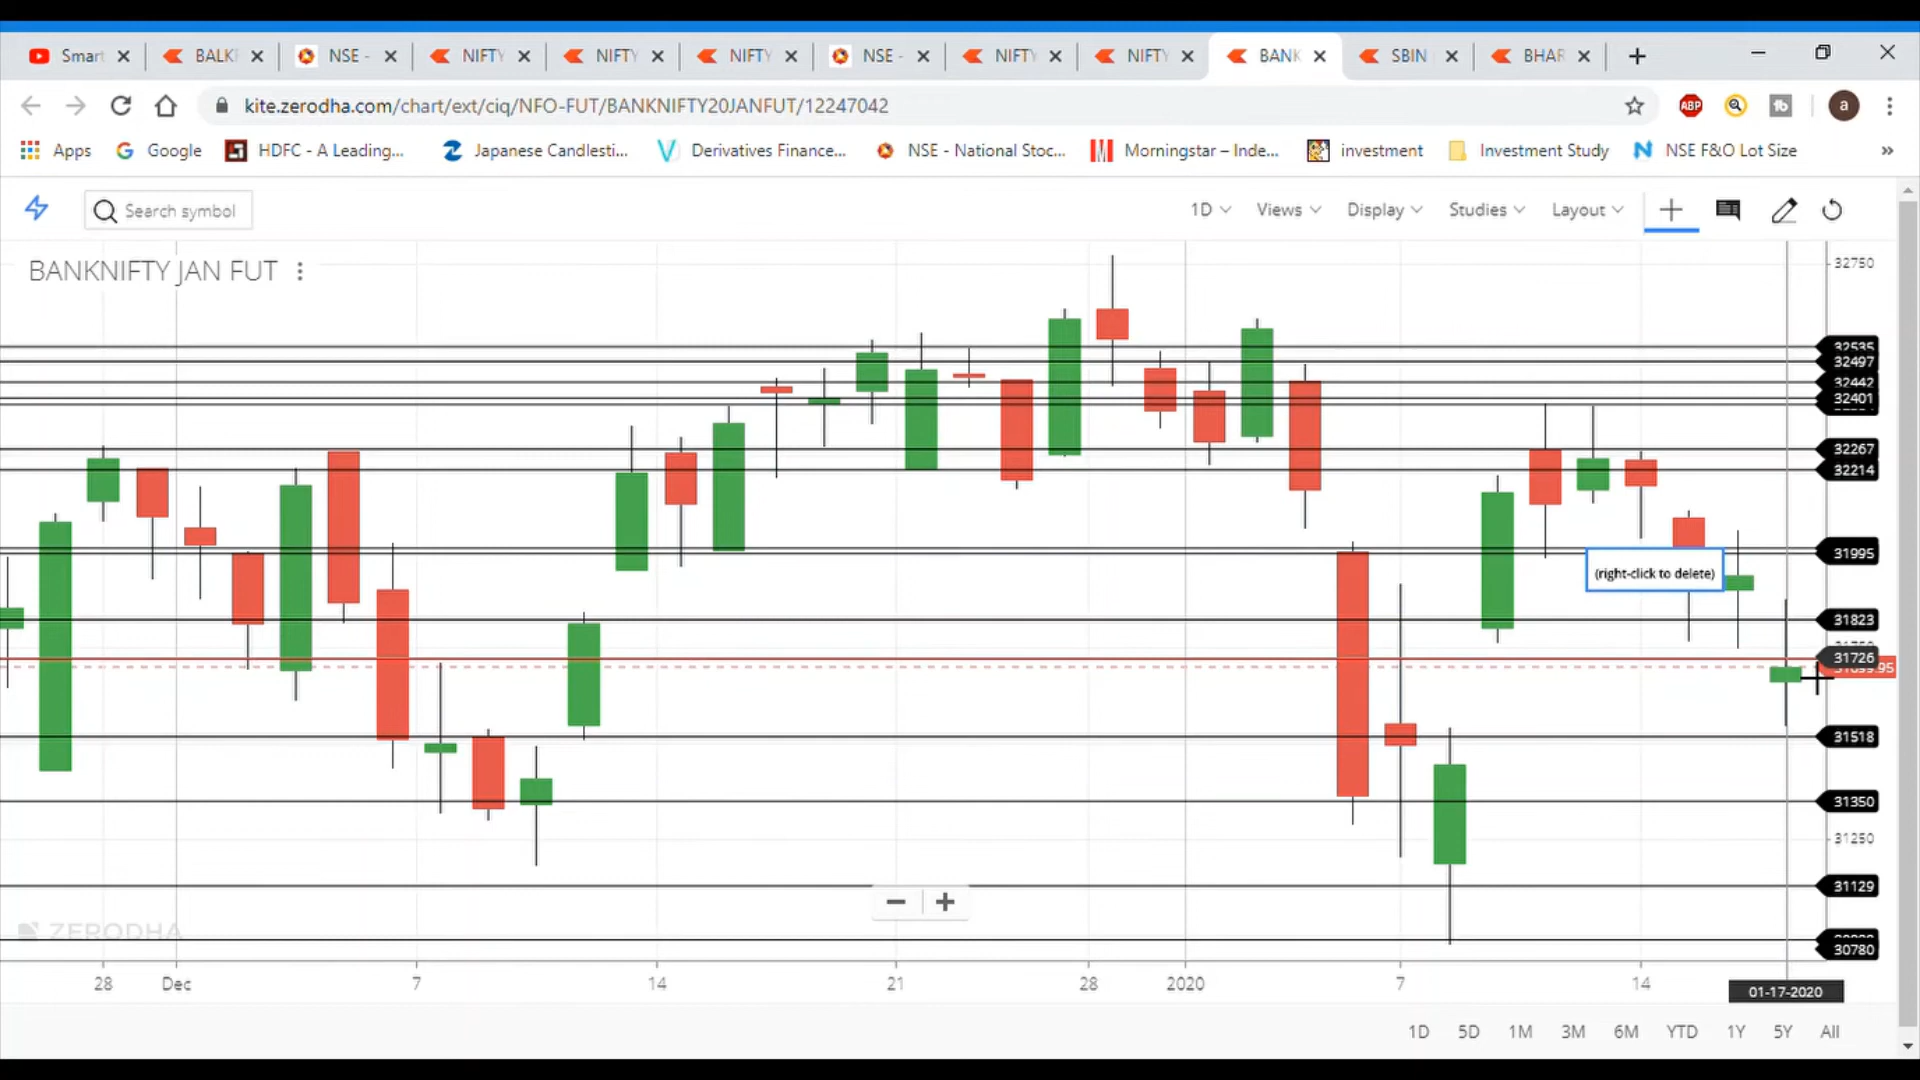 Smar BALK NSE - NIFTY NIFTY NIFTY NSE - NIFTY NIFTY BANK SBIN BHAR
kite.zerodha.com/chart/ext/ciq/NFO-FUT/BANKNIFTY20JANFUT/12247042
ABP a
Apps Google HDFC - A Leading... Japanese Candlesti... Derivatives Finance... NSE - National Stoc... Morningstar – Inde... investment Investment Study NSE F&O Lot Size »
Search symbol 1D Views Display Studies Layout
BANKNIFTY JAN FUT
32750
32535
32497
32442
32401
32267
32214
31995
(right-click to delete)
31823
31726
31518
31350
31250
31129
ZERODHA
30780
28 Dec 7 14 21 28 2020 7 14
01-17-2020
1D 5D 1M 3M 6M YTD 1Y 5Y All